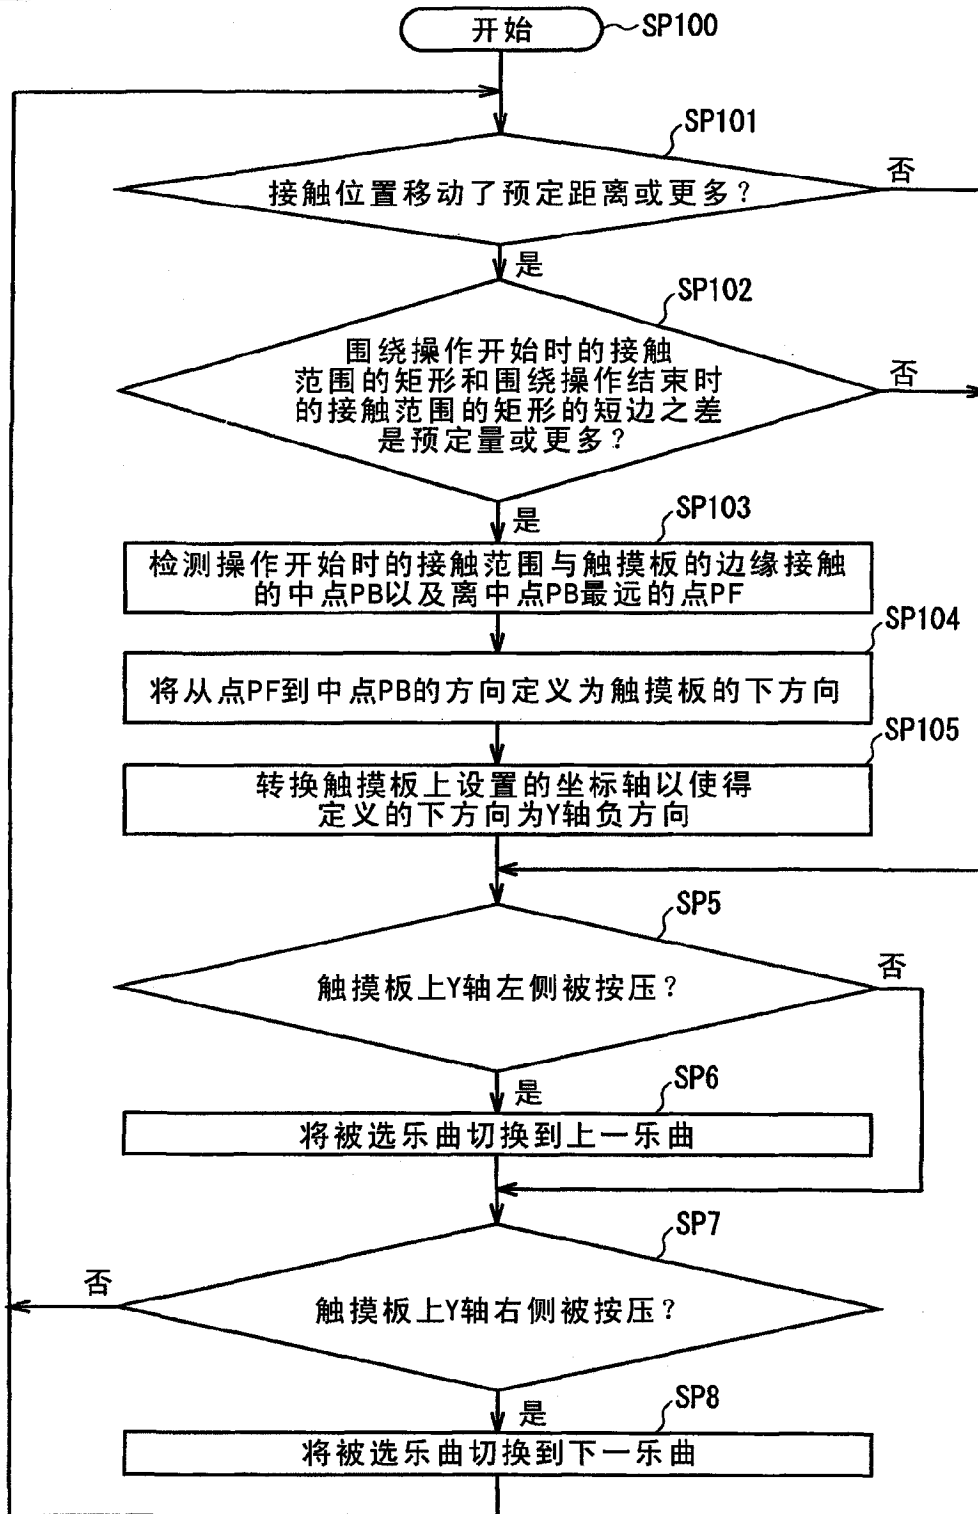 开始
SP100
SP101
接触位置移动了预定距离或更多？
否
是
SP102
围绕操作开始时的接触
范围的矩形和围绕操作结束时
的接触范围的矩形的短边之差
是预定量或更多？
否
是
SP103
检测操作开始时的接触范围与触摸板的边缘接触
的中点PB以及离中点PB最远的点PF
SP104
将从点PF到中点PB的方向定义为触摸板的下方向
SP105
转换触摸板上设置的坐标轴以使得
定义的下方向为Y轴负方向
SP5
触摸板上Y轴左侧被按压？
否
是
SP6
将被选乐曲切换到上一乐曲
SP7
触摸板上Y轴右侧被按压？
否
是
SP8
将被选乐曲切换到下一乐曲